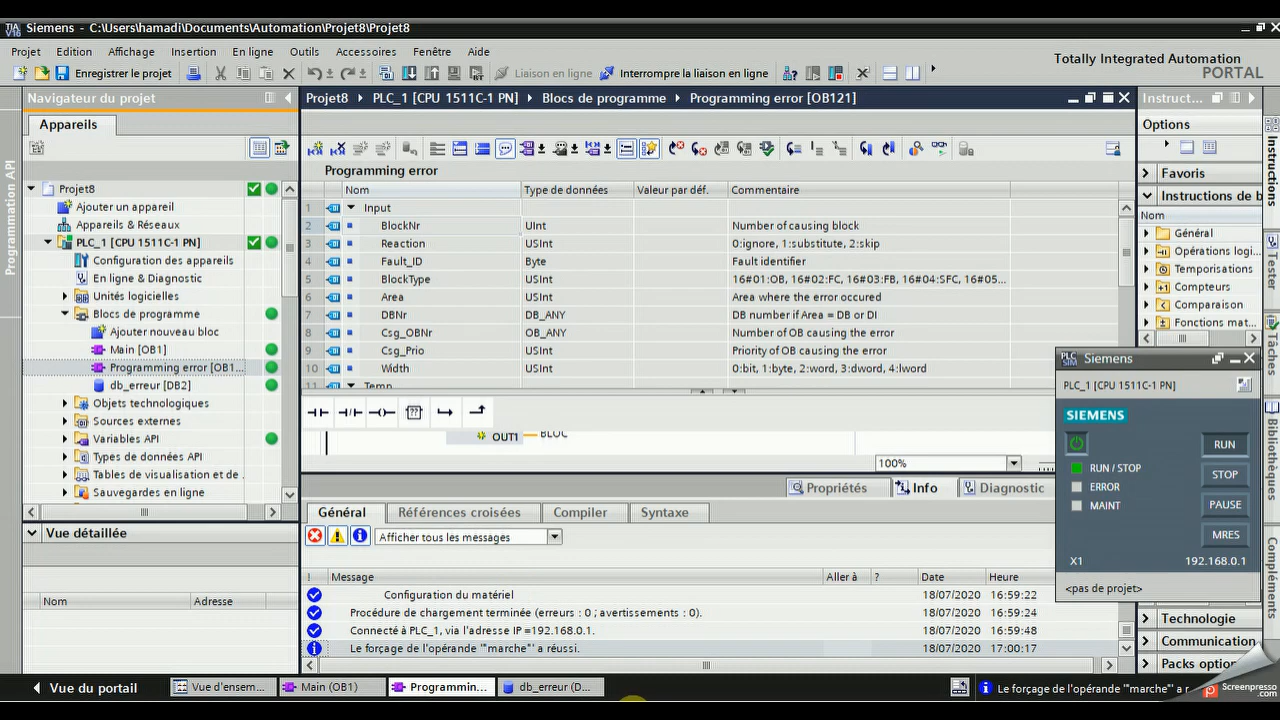 TIA V16 Siemens - C:\Users\hamadi\Documents\Automation\Projet8\Projet8
Projet Edition Affichage Insertion En ligne Outils Accessoires Fenêtre Aide
Totally Integrated Automation
PORTAL
Enregistrer le projet Liaison en ligne Interrompre la liaison en ligne
Navigateur du projet
Projet8 PLC_1 [CPU 1511C-1 PN] Blocs de programme Programming error [OB121]
Instruct...
Appareils
Options
Programmation API
Projet8
Ajouter un appareil
Appareils & Réseaux
PLC_1 [CPU 1511C-1 PN]
Configuration des appareils
En ligne & Diagnostic
Unités logicielles
Blocs de programme
Ajouter nouveau bloc
Main [OB1]
Programming error [OB1...
db_erreur [DB2]
Objets technologiques
Sources externes
Variables API
Types de données API
Tables de visualisation et de
Sauvegardes en ligne
Vue détaillée
Nom Adresse
Programming error
Nom Type de données Valeur par déf. Commentaire
1 Input
2 BlockNr UInt Number of causing block
3 Reaction USInt 0:ignore, 1:substitute, 2:skip
4 Fault_ID Byte Fault identifier
5 BlockType USInt 16#01:OB, 16#02:FC, 16#03:FB, 16#04:SFC, 16#05...
6 Area USInt Area where the error occured
7 DBNr DB_ANY DB number if Area = DB or DI
8 Csg_OBNr OB_ANY Number of OB causing the error
9 Csg_Prio USInt Priority of OB causing the error
10 Width USInt 0:bit, 1:byte, 2:word, 3:dword, 4:lword
11 Temp
??
OUT1 BLOC
100%
Propriétés Info Diagnostic
Général Références croisées Compiler Syntaxe
Afficher tous les messages
! Message Aller à ? Date Heure
Configuration du matériel 18/07/2020 16:59:22
Procédure de chargement terminée (erreurs : 0 ; avertissements : 0). 18/07/2020 16:59:24
Connecté à PLC_1, via l'adresse IP =192.168.0.1. 18/07/2020 16:59:48
Le forçage de l'opérande '"marche"' a réussi. 18/07/2020 17:00:17
Favoris
Instructions de b
Nom
Général
Opérations logi...
Temporisations
Compteurs
Comparaison
Fonctions mat...
Instructions
Tester
Tâches
Bibliothèques
Compléments
PLC SIM Siemens
PLC_1 [CPU 1511C-1 PN]
SIEMENS
RUN
RUN / STOP
STOP
ERROR
MAINT
PAUSE
MRES
X1 192.168.0.1
<pas de projet>
Technologie
Communication
Packs option
Vue du portail Vue d'ensem... Main (OB1) Programmin... db_erreur (D... Le forçage de l'opérande '"marche"' a r
Screenpresso
.com